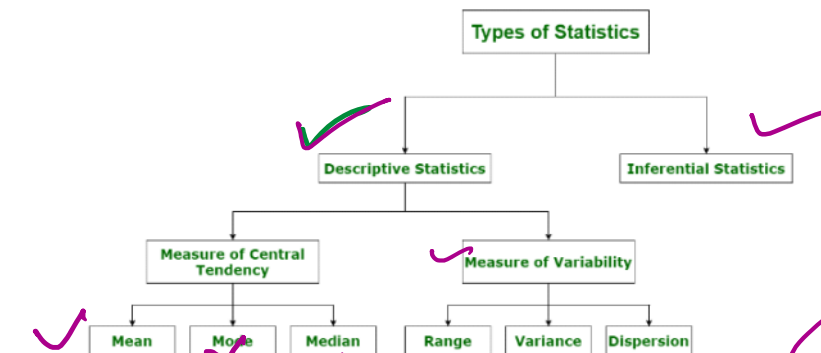 Types of Statistics
Descriptive Statistics
Inferential Statistics
Measure of Central
Tendency
Measure of Variability
Mean
Mode
Median
Range
Variance
Dispersion